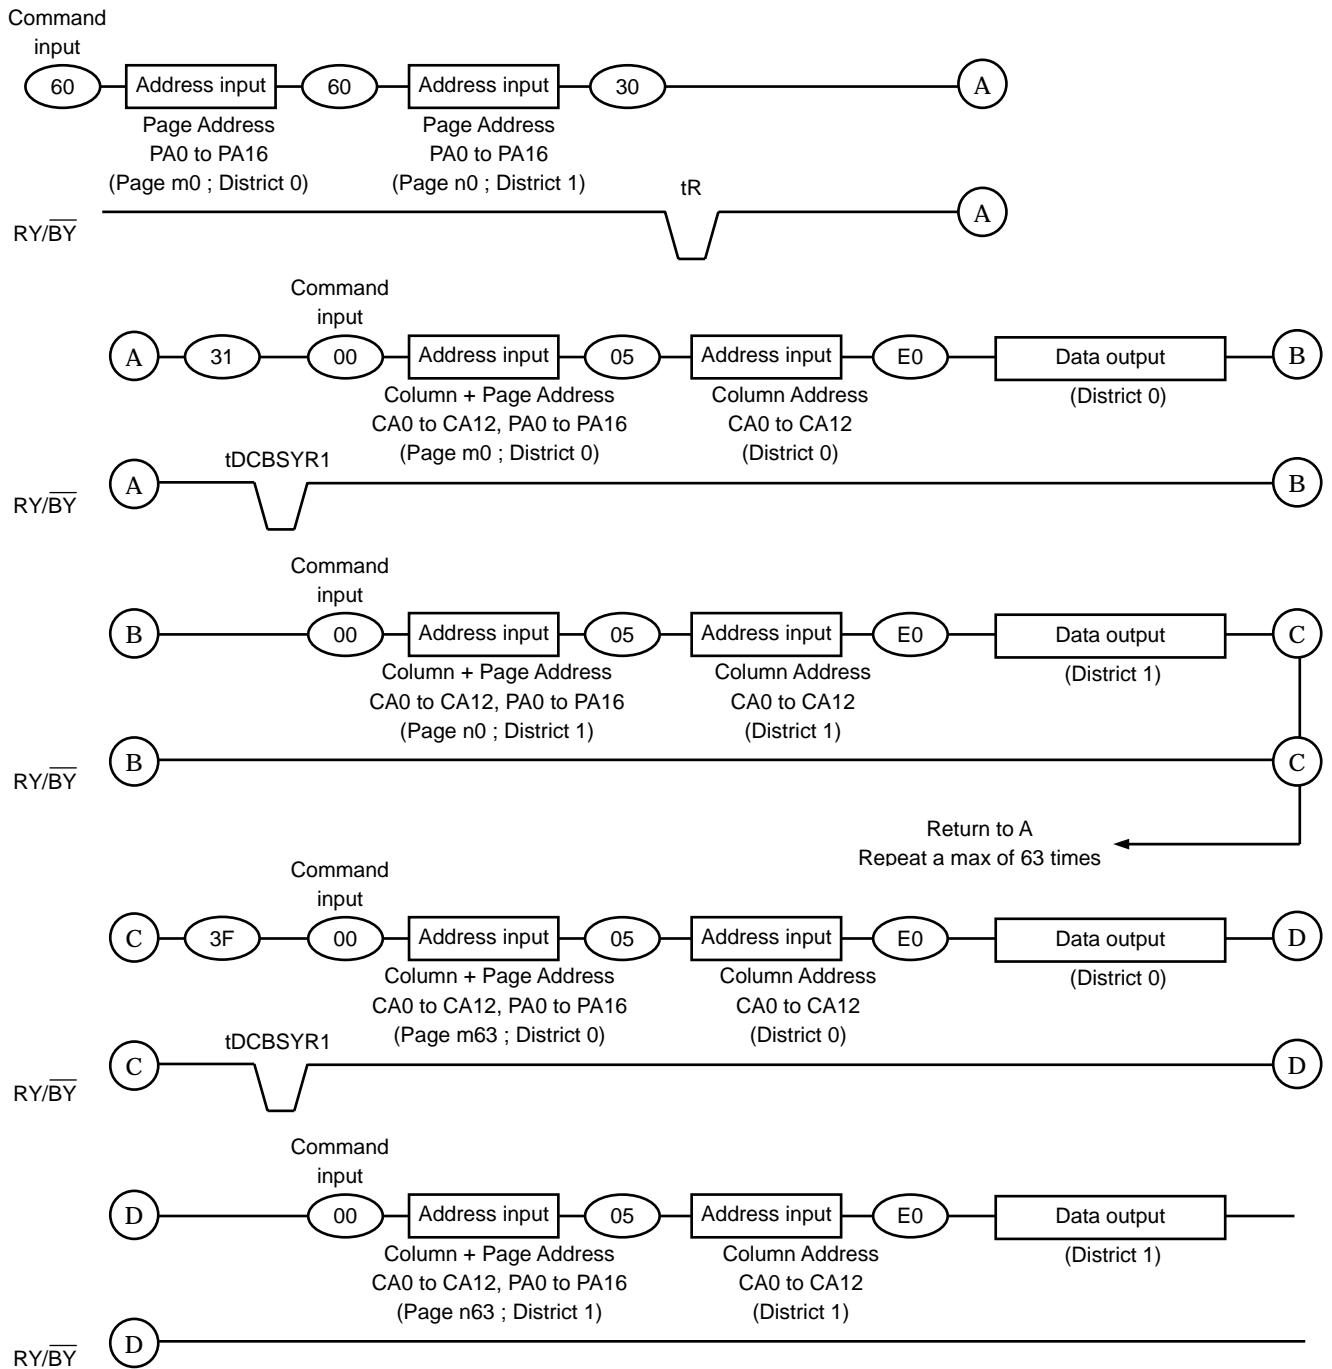 Command
input
60
Address input
60
Address input
30
A
Page Address
PA0 to PA16
(Page m0 ; District 0)
Page Address
PA0 to PA16
(Page n0 ; District 1)
tR
RY/BY
A
Command
input
A
31
00
Address input
05
Address input
E0
Data output
B
Column + Page Address
CA0 to CA12, PA0 to PA16
(Page m0 ; District 0)
Column Address
CA0 to CA12
(District 0)
(District 0)
tDCBSYR1
RY/BY
A
B
Command
input
B
00
Address input
05
Address input
E0
Data output
C
Column + Page Address
CA0 to CA12, PA0 to PA16
(Page n0 ; District 1)
Column Address
CA0 to CA12
(District 1)
(District 1)
RY/BY
B
C
Return to A
Repeat a max of 63 times
Command
input
C
3F
00
Address input
05
Address input
E0
Data output
D
Column + Page Address
CA0 to CA12, PA0 to PA16
(Page m63 ; District 0)
Column Address
CA0 to CA12
(District 0)
(District 0)
tDCBSYR1
RY/BY
C
D
Command
input
D
00
Address input
05
Address input
E0
Data output
Column + Page Address
CA0 to CA12, PA0 to PA16
(Page n63 ; District 1)
Column Address
CA0 to CA12
(District 1)
(District 1)
RY/BY
D